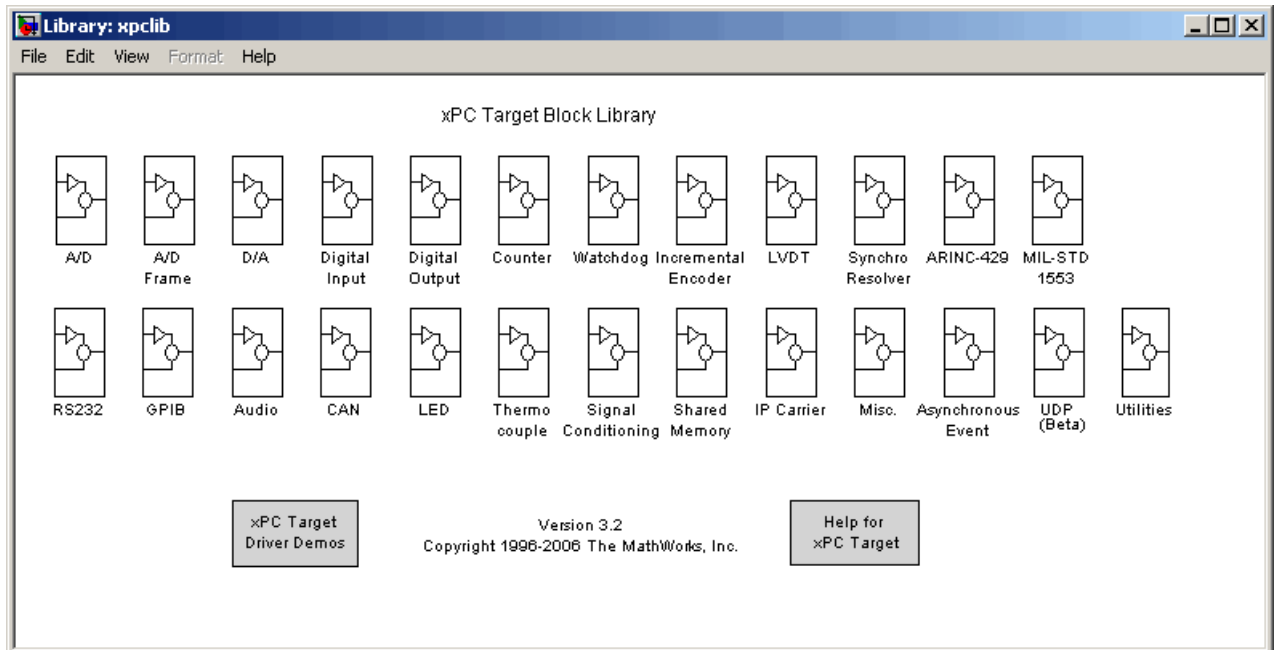 Library: xpclib
File Edit View Format Help
xPC Target Block Library
A/D A/D Frame D/A Digital Input Digital Output Counter Watchdog Incremental Encoder LVDT Synchro Resolver ARINC-429 MIL-STD 1553
RS232 GPIB Audio CAN LED Thermo couple Signal Conditioning Shared Memory IP Carrier Misc. Asynchronous Event UDP (Beta) Utilities
xPC Target
Driver Demos
Version 3.2
Copyright 1996-2006 The MathWorks, Inc.
Help for
xPC Target